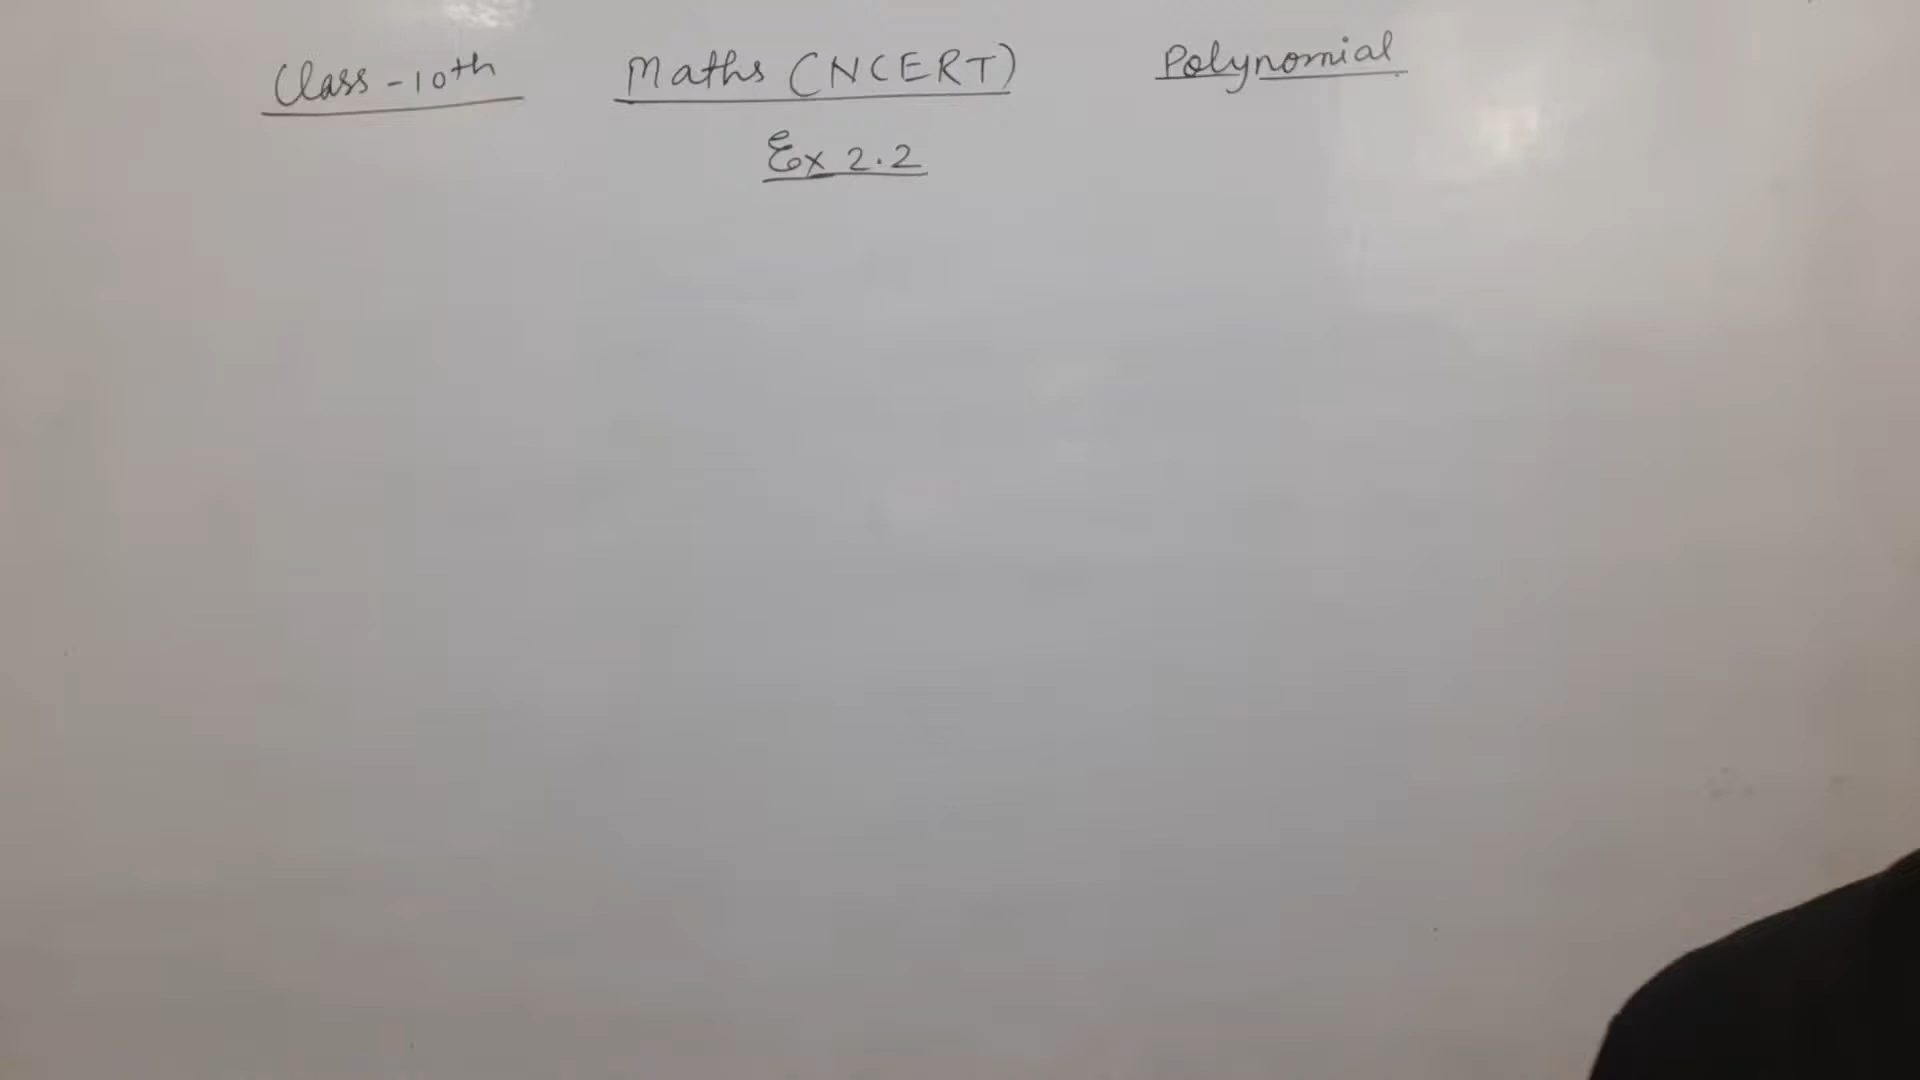 Class - 10th Maths (NCERT) Polynomial
Ex 2.2